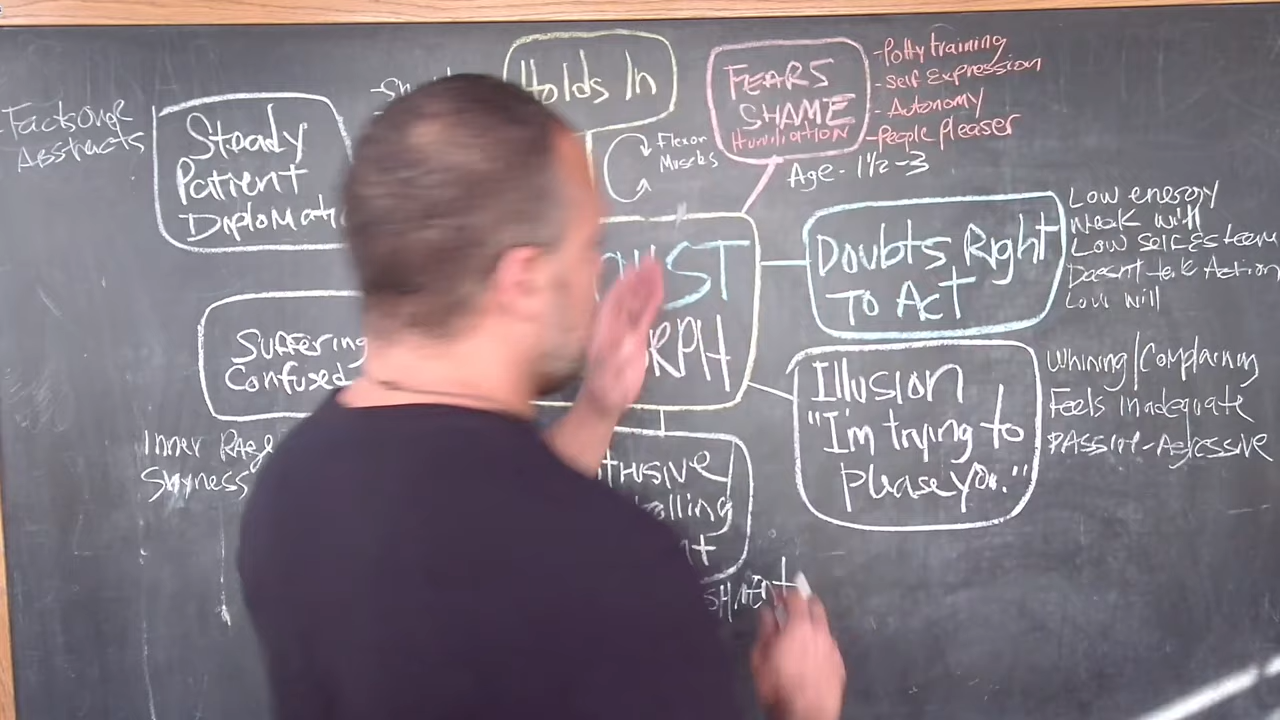 Facts over
Abstracts
Steady
Patient
Holds In
Flexor
Muscles
FEARS
SHAME
Humiliation
-Potty training
-Self Expression
-Autonomy
-People pleaser
Age - 1½ -3
Doubts Right
To Act
Low energy
weak will
Low Self Esteem
Doesn't take Action
Low will
Suffering
Confused
Inner Rage
Shyness
Illusion
"I'm trying to
please you."
Whining/Complaining
Feels inadequate
PASSIVE-Agressive